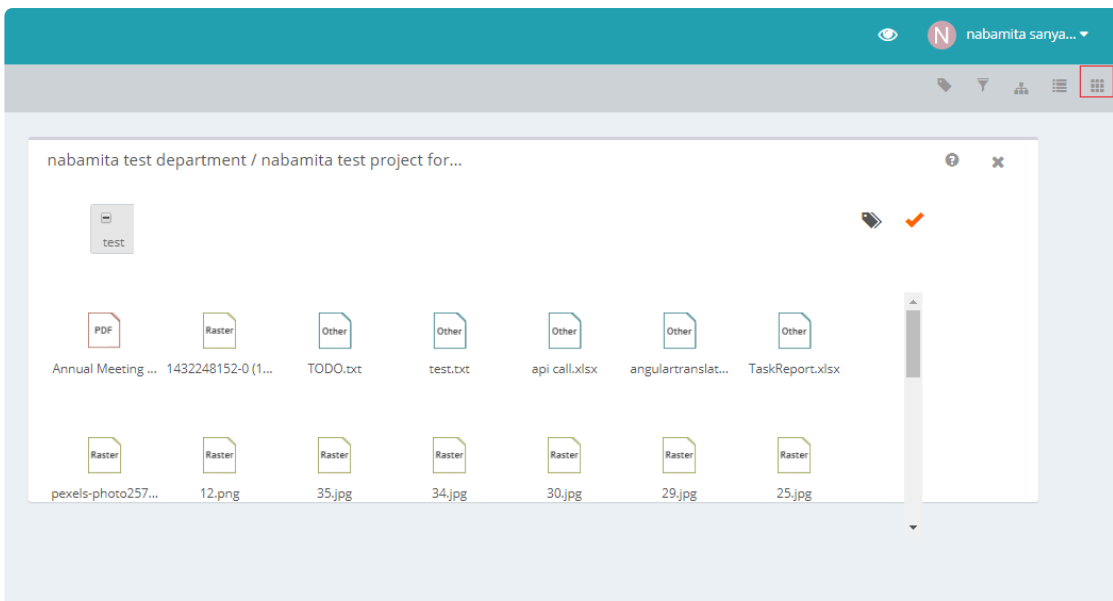 N nabamita sanya...
nabamita test department / nabamita test project for...
test
PDF Raster Other Other Other Other Other
Annual Meeting ... 1432248152-0 (1... TODO.txt test.txt api call.xlsx angulartranslat... TaskReport.xlsx
Raster Raster Raster Raster Raster Raster Raster
pexels-photo257... 12.png 35.jpg 34.jpg 30.jpg 29.jpg 25.jpg